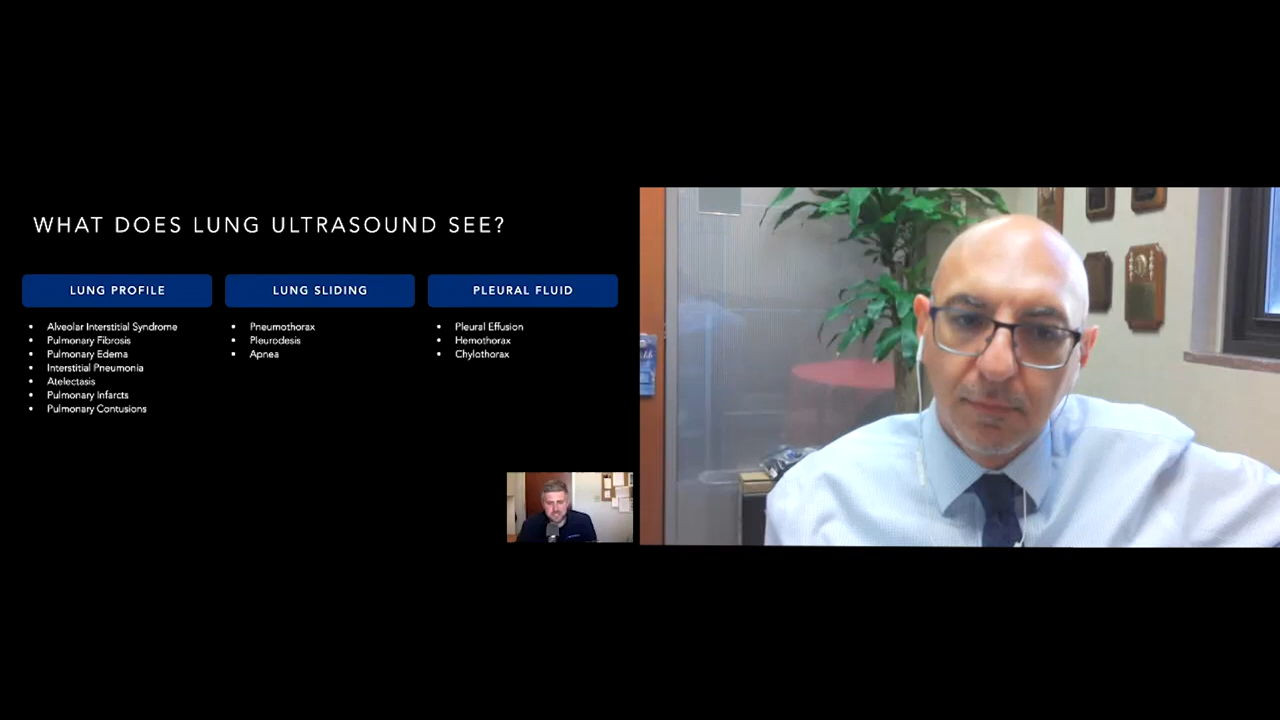 WHAT DOES LUNG ULTRASOUND SEE?
LUNG PROFILE
Alveolar Interstitial Syndrome
Pulmonary Fibrosis
Pulmonary Edema
Interstitial Pneumonia
Atelectasis
Pulmonary Infarcts
Pulmonary Contusions
LUNG SLIDING
Pneumothorax
Pleurodesis
Apnea
PLEURAL FLUID
Pleural Effusion
Hemothorax
Chylothorax